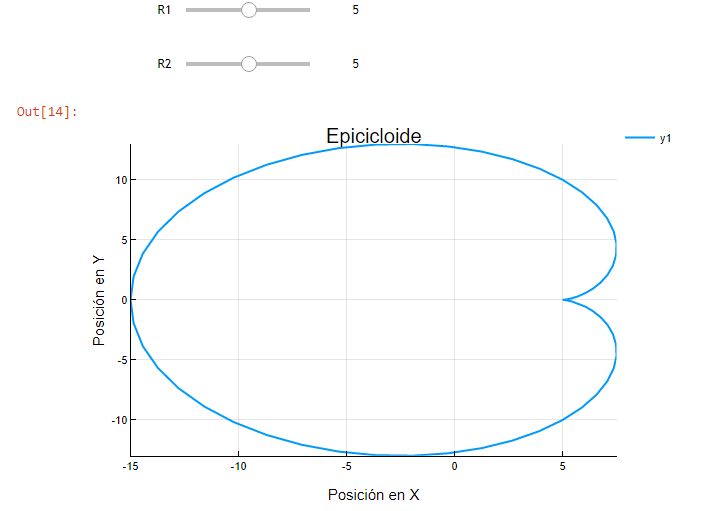 R1 5
R2 5
Out[14]:
Epicicloide
y1
10
5
0
-5
-10
Posición en Y
-15 -10 -5 0 5
Posición en X